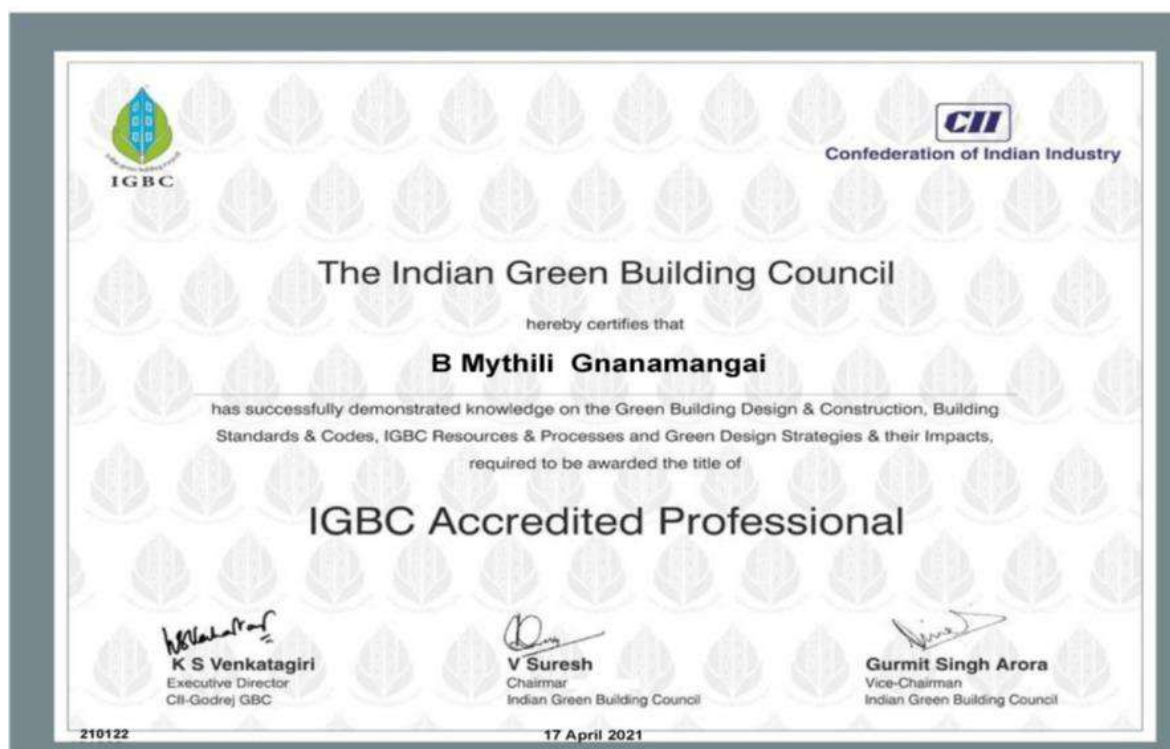 IGBC
CII
Confederation of Indian Industry
The Indian Green Building Council
hereby certifies that
B Mythili Gnanamangai
has successfully demonstrated knowledge on the Green Building Design & Construction, Building
Standards & Codes, IGBC Resources & Processes and Green Design Strategies & their Impacts,
required to be awarded the title of
IGBC Accredited Professional
K S Venkatagiri
Executive Director
CII-Godrej GBC
V Suresh
Chairmar
Indian Green Building Council
Gurmit Singh Arora
Vice-Chairman
Indian Green Building Council
210122
17 April 2021